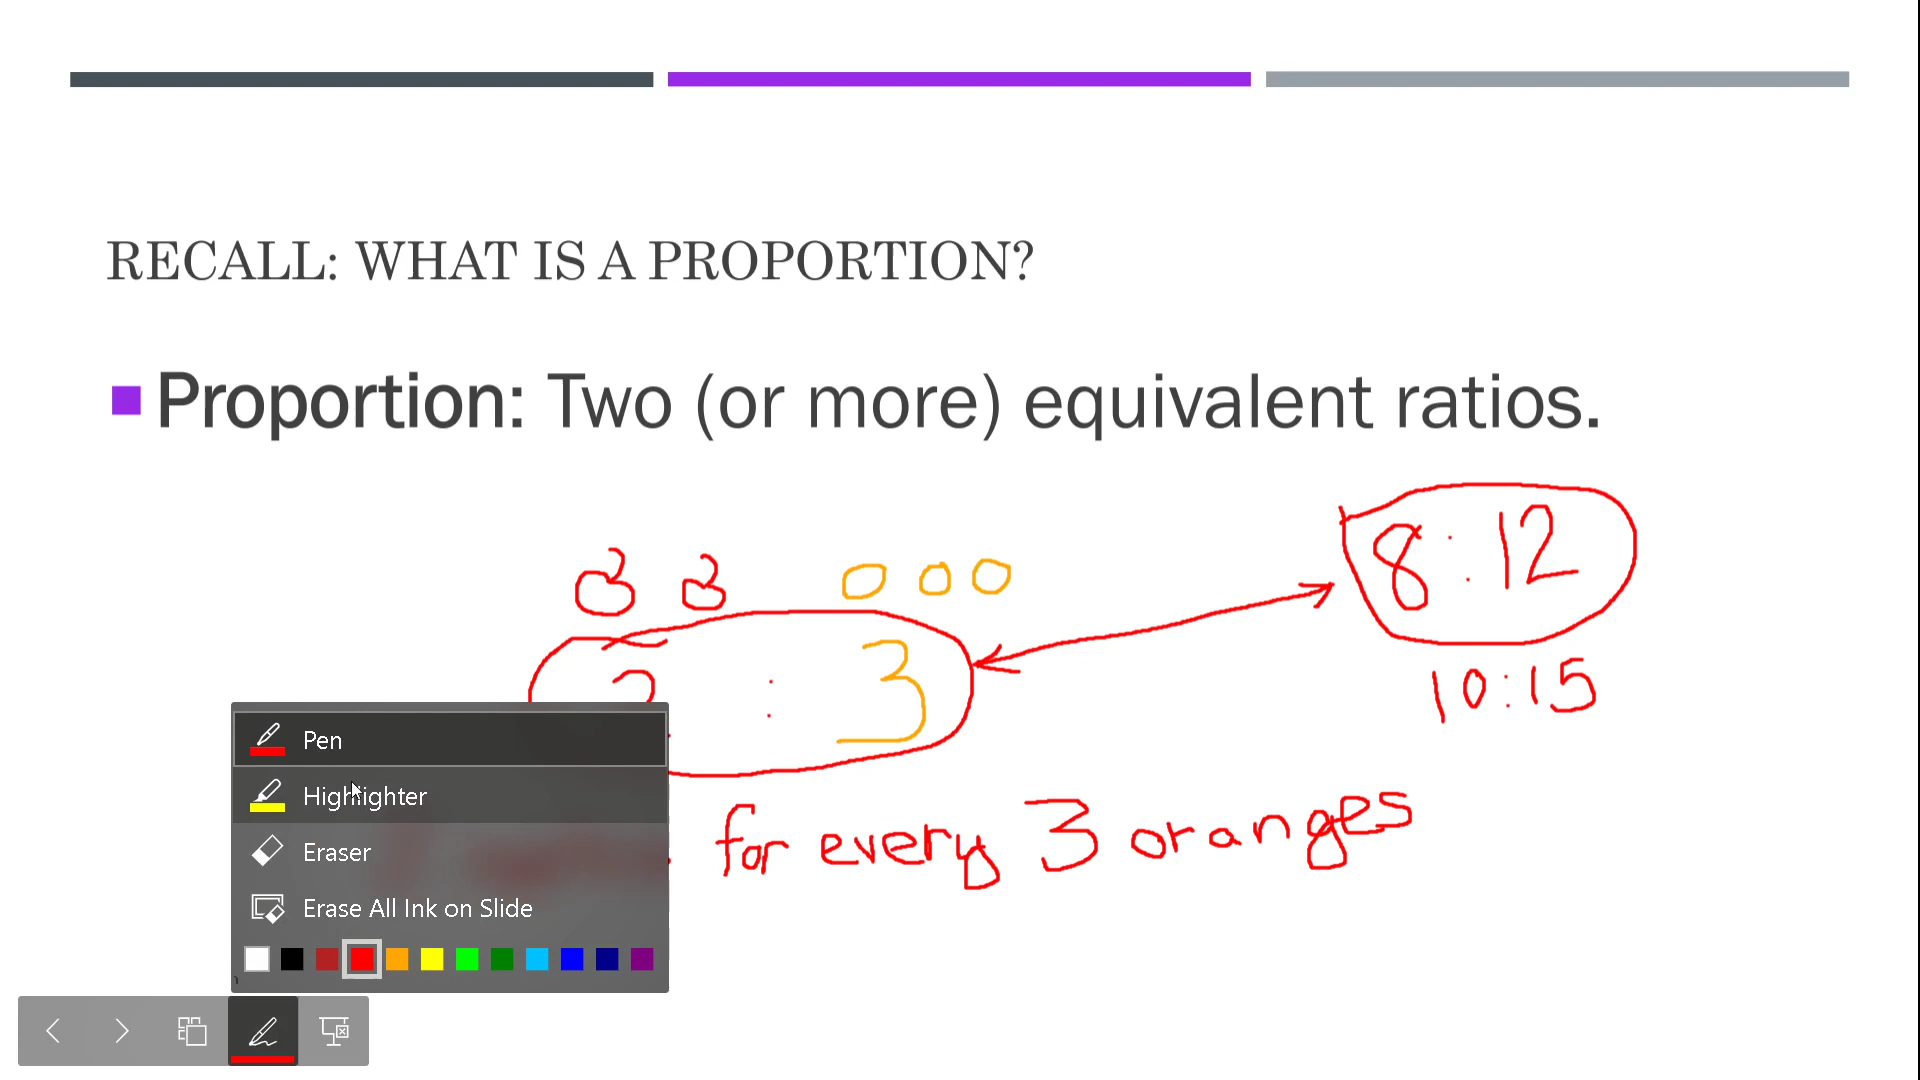 RECALL: WHAT IS A PROPORTION?
Proportion: Two (or more) equivalent ratios.
8:12
: 3
10:15
for every 3 oranges
Pen
Highlighter
Eraser
Erase All Ink on Slide